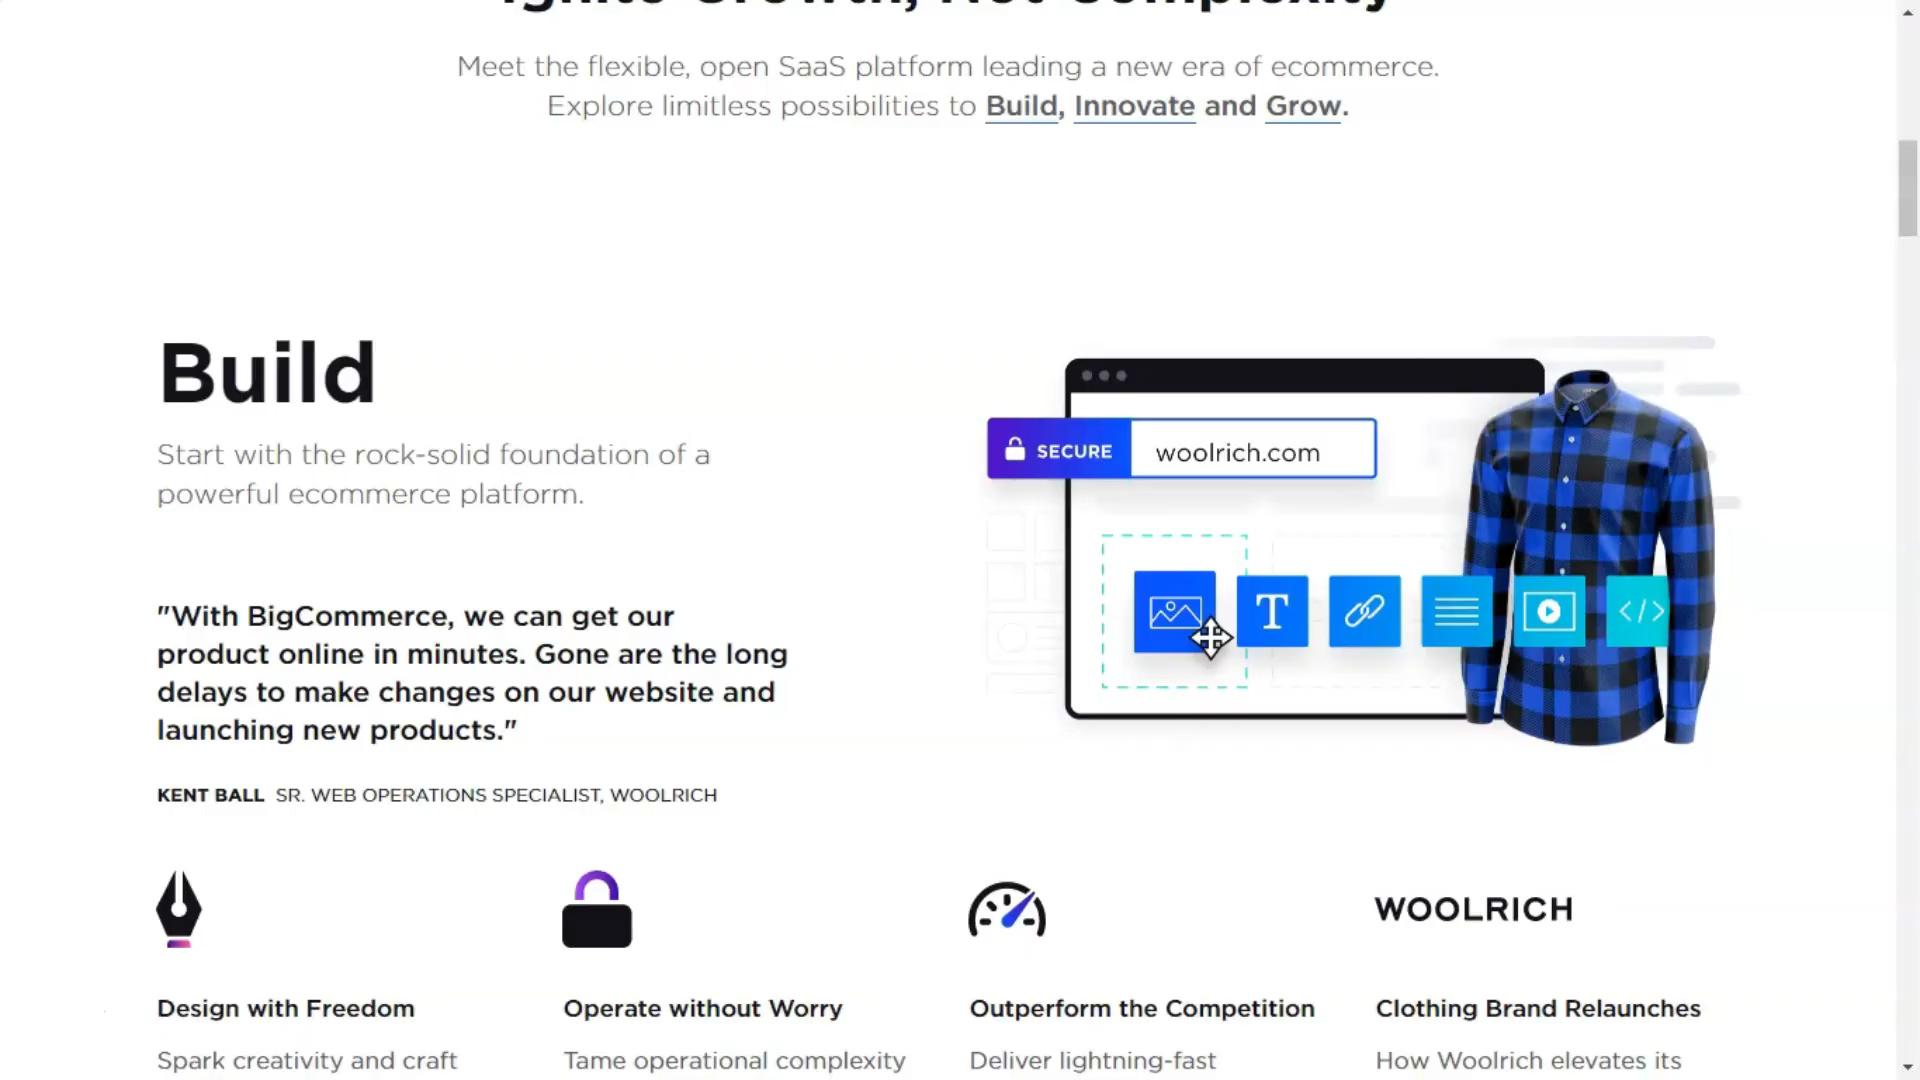 Ignite Growth, Not Complexity
Meet the flexible, open SaaS platform leading a new era of ecommerce.
Explore limitless possibilities to Build, Innovate and Grow.
Build
Start with the rock-solid foundation of a
powerful ecommerce platform.
"With BigCommerce, we can get our
product online in minutes. Gone are the long
delays to make changes on our website and
launching new products."
KENT BALL SR. WEB OPERATIONS SPECIALIST, WOOLRICH
SECURE woolrich.com
T
</>
WOOLRICH
Design with Freedom
Spark creativity and craft
Operate without Worry
Tame operational complexity
Outperform the Competition
Deliver lightning-fast
Clothing Brand Relaunches
How Woolrich elevates its